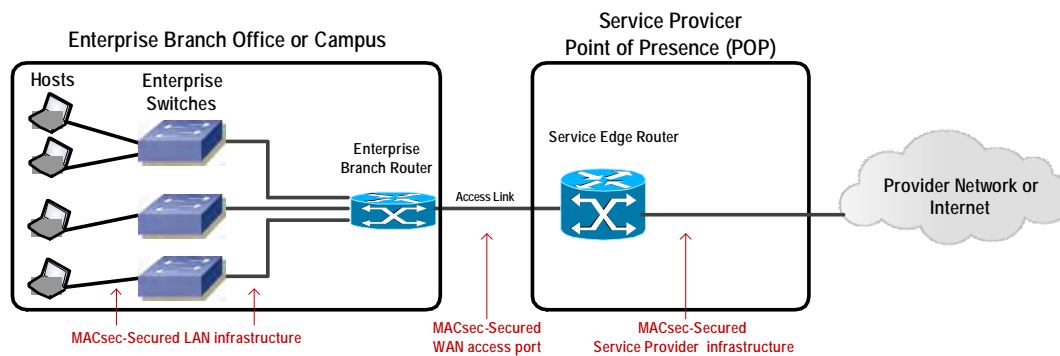 Enterprise Branch Office or Campus
Service Provicer
Point of Presence (POP)
Hosts
Enterprise
Switches
Enterprise
Branch Router
Access Link
Service Edge Router
Provider Network or
Internet
MACsec-Secured LAN infrastructure
MACsec-Secured
WAN access port
MACsec-Secured
Service Provider infrastructure